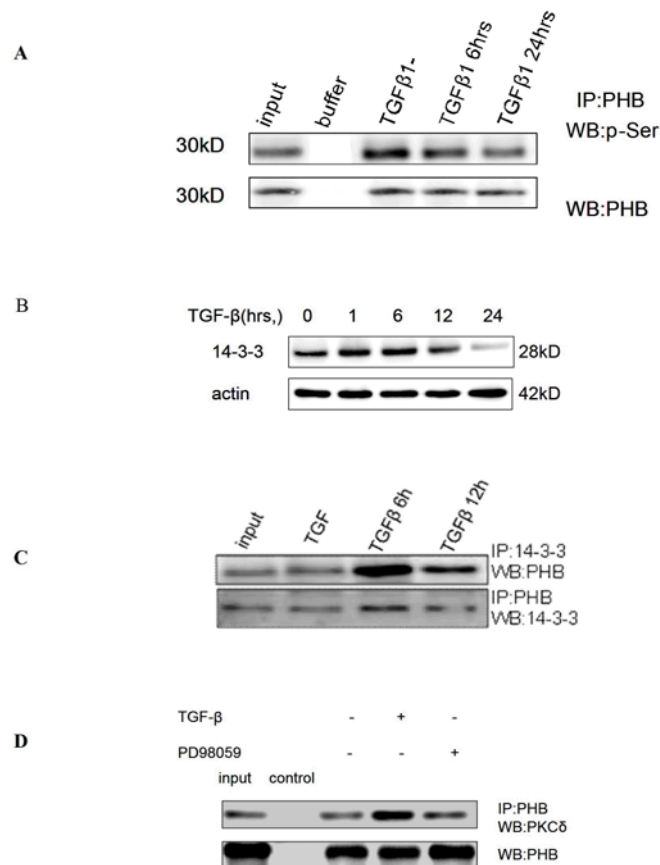 A
input
buffer
TGFβ1-
TGFβ1 6hrs
TGFβ1 24hrs
IP:PHB
30kD
WB:p-Ser
30kD
WB:PHB
B
TGF-β(hrs,) 0 1 6 12 24
14-3-3 28kD
actin 42kD
C
input
TGF
TGFβ 6h
TGFβ 12h
IP:14-3-3
WB:PHB
IP:PHB
WB:14-3-3
D
TGF-β - + -
PD98059 - - +
input control
IP:PHB
WB:PKCδ
WB:PHB